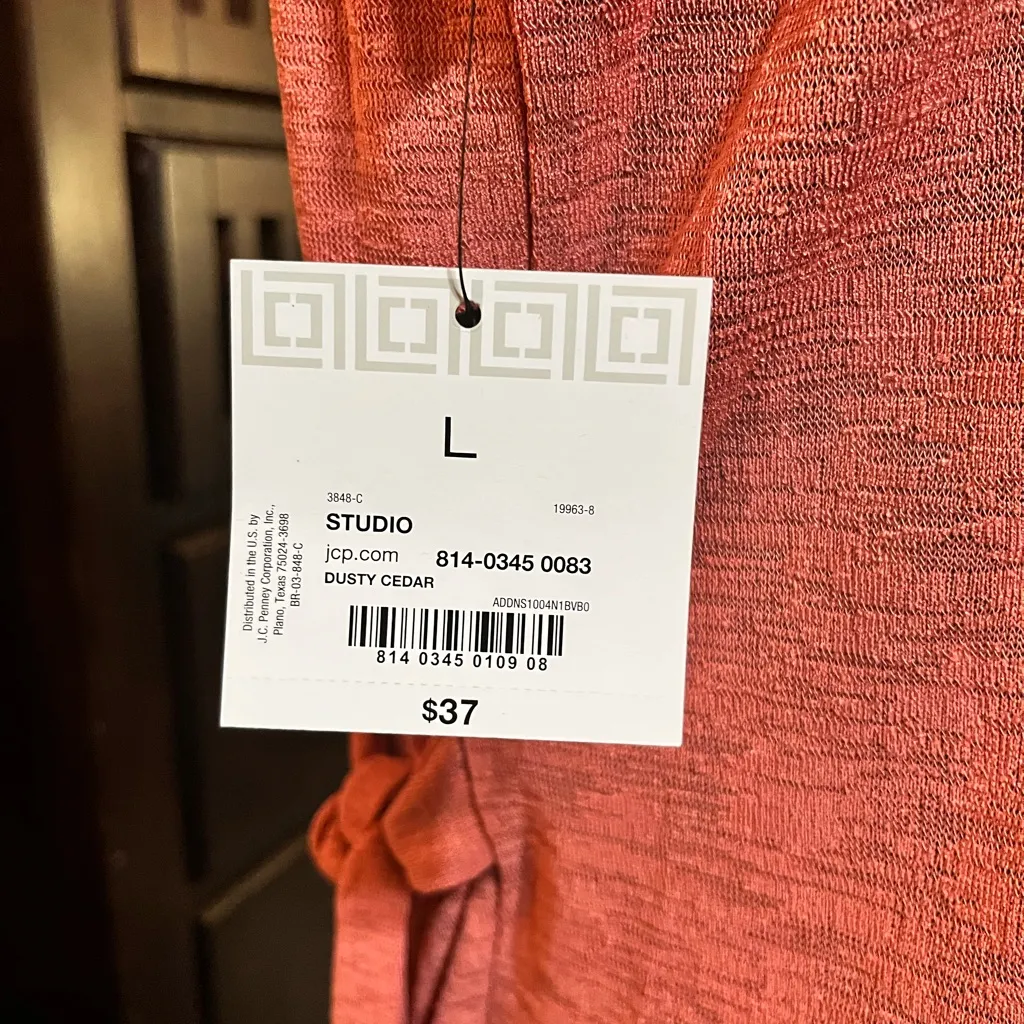 L
3848-C
19963-8
STUDIO
jcp.com
814-0345 0083
DUSTY CEDAR
ADDNS1004N1BVB0
814 0345 0109 08
$37
Distributed in the U.S. by
J.C. Penney Corporation, Inc.,
Plano, Texas 75024-3698
BR-03-848-C